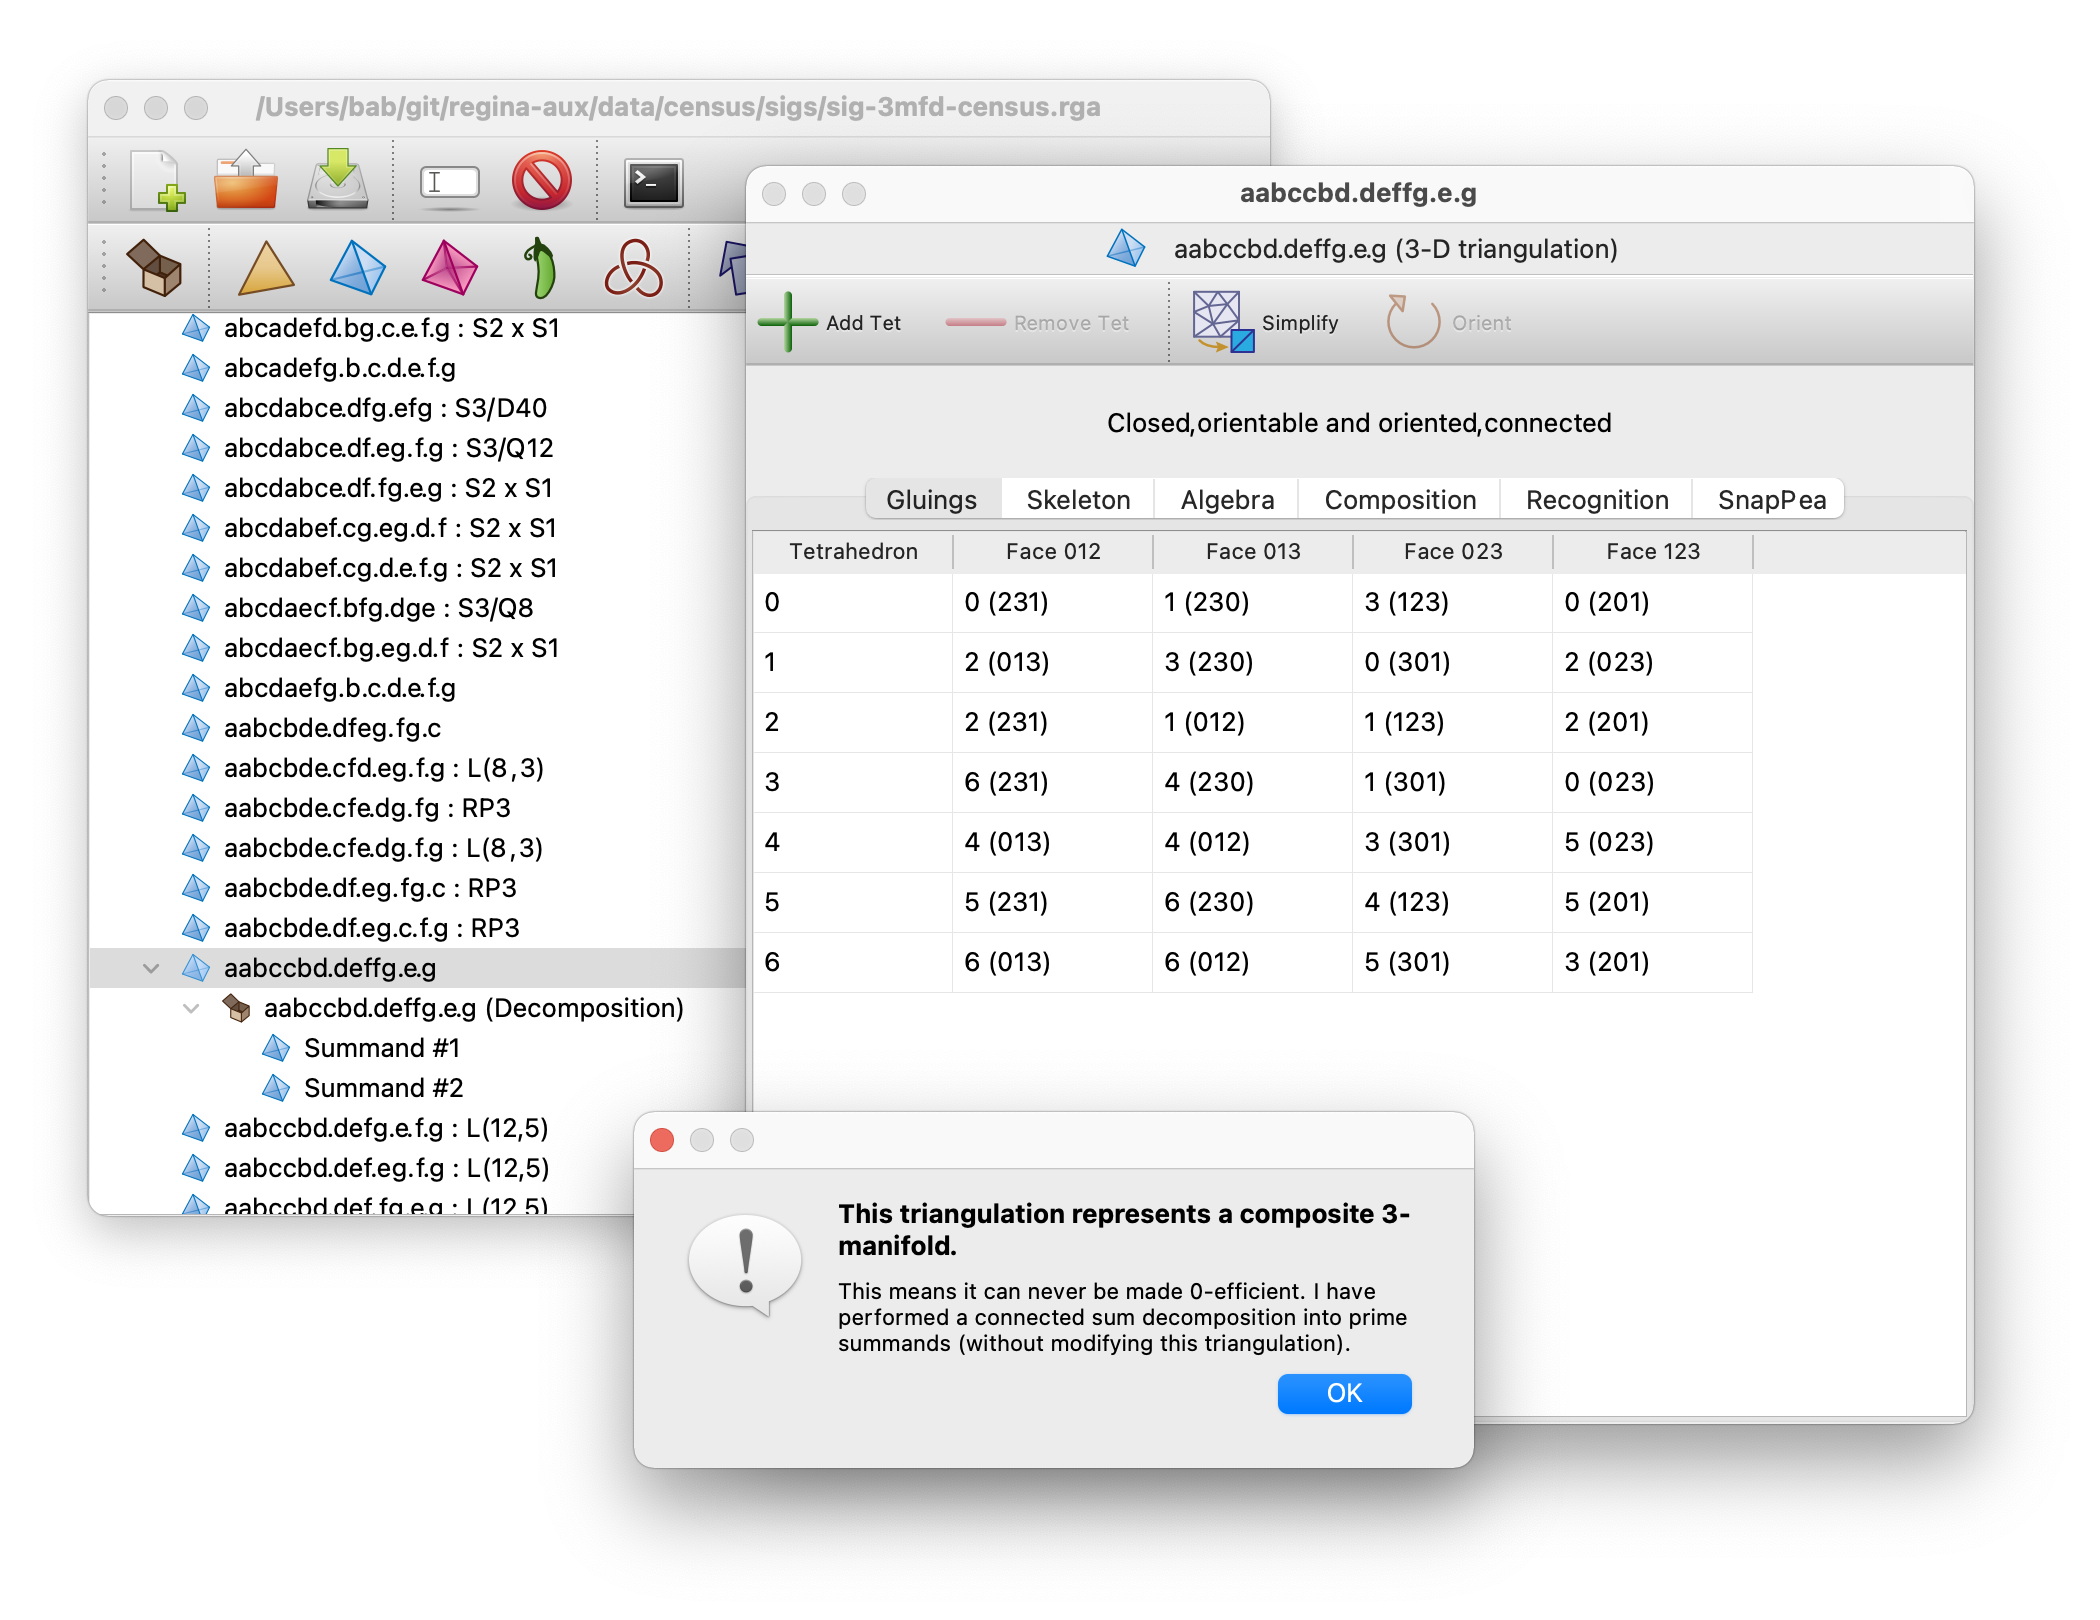 /Users/bab/git/regina-aux/data/census/sigs/sig-3mfd-census.rga
abcadefd.bg.c.e.f.g : S2 x S1
abcadefg.b.c.d.e.f.g
abcdabce.dfg.efg : S3/D40
abcdabce.df.eg.f.g : S3/Q12
abcdabce.df.fg.e.g : S2 x S1
abcdabef.cg.eg.d.f : S2 x S1
abcdabef.cg.d.e.f.g : S2 x S1
abcdaecf.bfg.dge : S3/Q8
abcdaecf.bg.eg.d.f : S2 x S1
abcdaefg.b.c.d.e.f.g
aabcbde.dfeg.fg.c
aabcbde.cfd.eg.f.g : L(8,3)
aabcbde.cfe.dg.fg : RP3
aabcbde.cfe.dg.f.g : L(8,3)
aabcbde.df.eg.fg.c : RP3
aabcbde.df.eg.c.f.g : RP3
aabccbd.deffg.e.g
aabccbd.deffg.e.g (Decomposition)
Summand #1
Summand #2
aabccbd.defg.e.f.g : L(12,5)
aabccbd.def.eg.f.g : L(12,5)
aabccbd.def.fg.e.g : L(12,5)
aabccbd.deffg.e.g
aabccbd.deffg.e.g (3-D triangulation)
Add Tet Remove Tet Simplify Orient
Closed,orientable and oriented,connected
Gluings Skeleton Algebra Composition Recognition SnapPea
Tetrahedron Face 012 Face 013 Face 023 Face 123
0 0 (231) 1 (230) 3 (123) 0 (201)
1 2 (013) 3 (230) 0 (301) 2 (023)
2 2 (231) 1 (012) 1 (123) 2 (201)
3 6 (231) 4 (230) 1 (301) 0 (023)
4 4 (013) 4 (012) 3 (301) 5 (023)
5 5 (231) 6 (230) 4 (123) 5 (201)
6 6 (013) 6 (012) 5 (301) 3 (201)
This triangulation represents a composite 3-
manifold.
This means it can never be made 0-efficient. I have
performed a connected sum decomposition into prime
summands (without modifying this triangulation).
OK